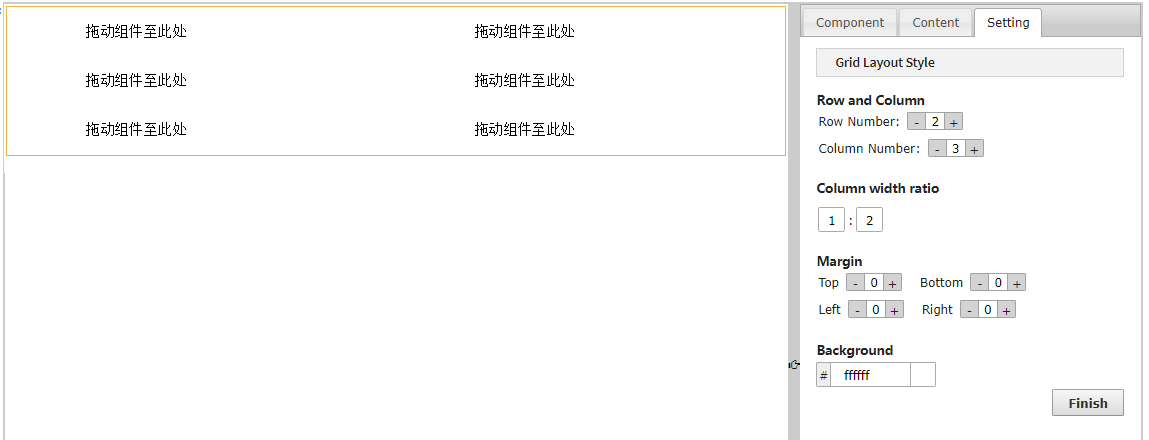 拖动组件至此处 拖动组件至此处
拖动组件至此处 拖动组件至此处
拖动组件至此处 拖动组件至此处
Component Content Setting
Grid Layout Style
Row and Column
Row Number: - 2 +
Column Number: - 3 +
Column width ratio
1 : 2
Margin
Top - 0 + Bottom - 0 +
Left - 0 + Right - 0 +
Background
# ffffff
Finish